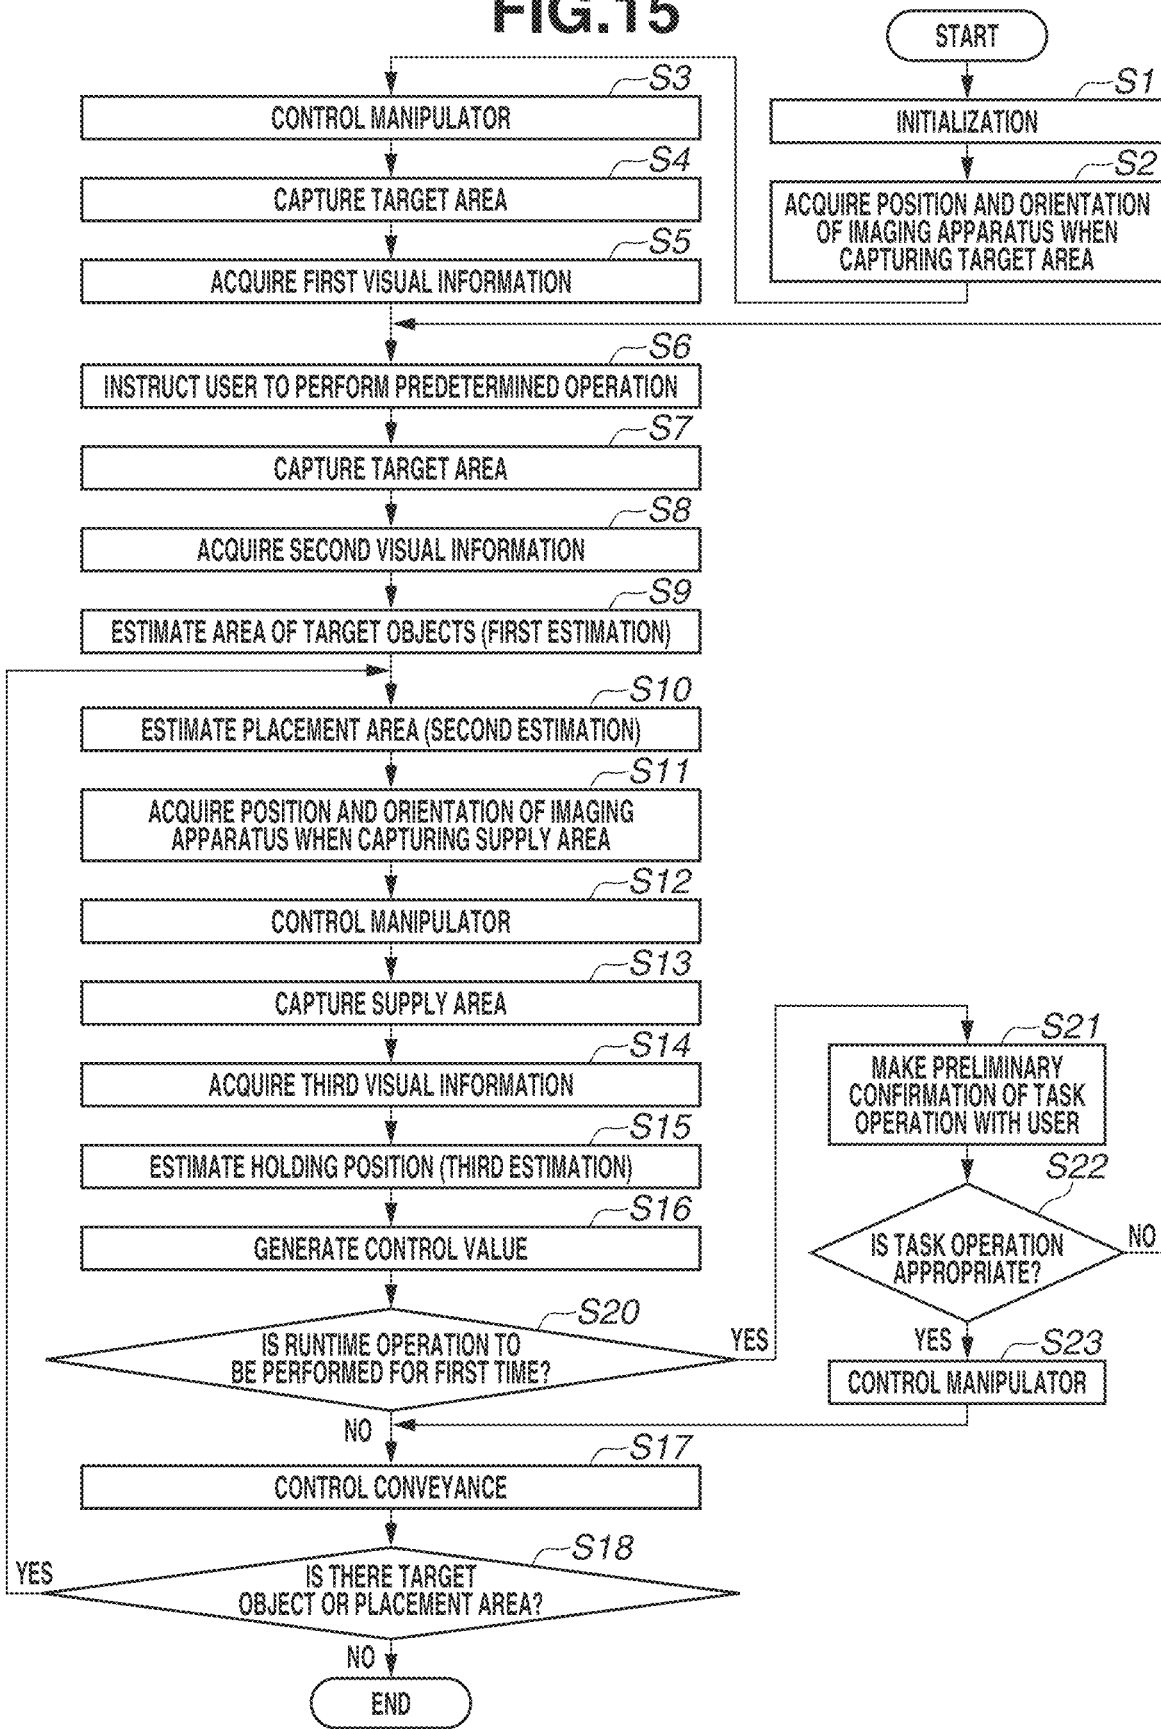 FIG.15
START
S1
INITIALIZATION
S2
ACQUIRE POSITION AND ORIENTATION
OF IMAGING APPARATUS WHEN
CAPTURING TARGET AREA
S3
CONTROL MANIPULATOR
S4
CAPTURE TARGET AREA
S5
ACQUIRE FIRST VISUAL INFORMATION
S6
INSTRUCT USER TO PERFORM PREDETERMINED OPERATION
S7
CAPTURE TARGET AREA
S8
ACQUIRE SECOND VISUAL INFORMATION
S9
ESTIMATE AREA OF TARGET OBJECTS (FIRST ESTIMATION)
S10
ESTIMATE PLACEMENT AREA (SECOND ESTIMATION)
S11
ACQUIRE POSITION AND ORIENTATION OF IMAGING
APPARATUS WHEN CAPTURING SUPPLY AREA
S12
CONTROL MANIPULATOR
S13
CAPTURE SUPPLY AREA
S14
ACQUIRE THIRD VISUAL INFORMATION
S15
ESTIMATE HOLDING POSITION (THIRD ESTIMATION)
S16
GENERATE CONTROL VALUE
S20
IS RUNTIME OPERATION TO
BE PERFORMED FOR FIRST TIME?
YES
NO
S21
MAKE PRELIMINARY
CONFIRMATION OF TASK
OPERATION WITH USER
S22
IS TASK OPERATION
APPROPRIATE?
NO
YES
S23
CONTROL MANIPULATOR
S17
CONTROL CONVEYANCE
S18
IS THERE TARGET
OBJECT OR PLACEMENT AREA?
YES
NO
END